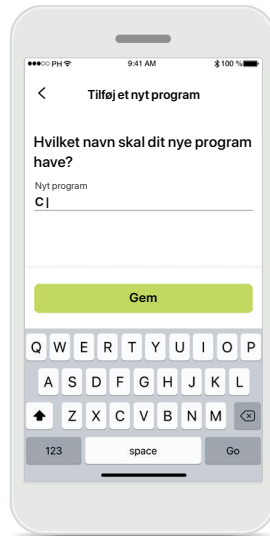 PH 9:41 AM 100 %
Tilføj et nyt program
Hvilket navn skal dit nye program
have?
Nyt program
C|
Gem
Q W E R T Y U I O P
A S D F G H J K L
Z X C V B N M
123 space Go